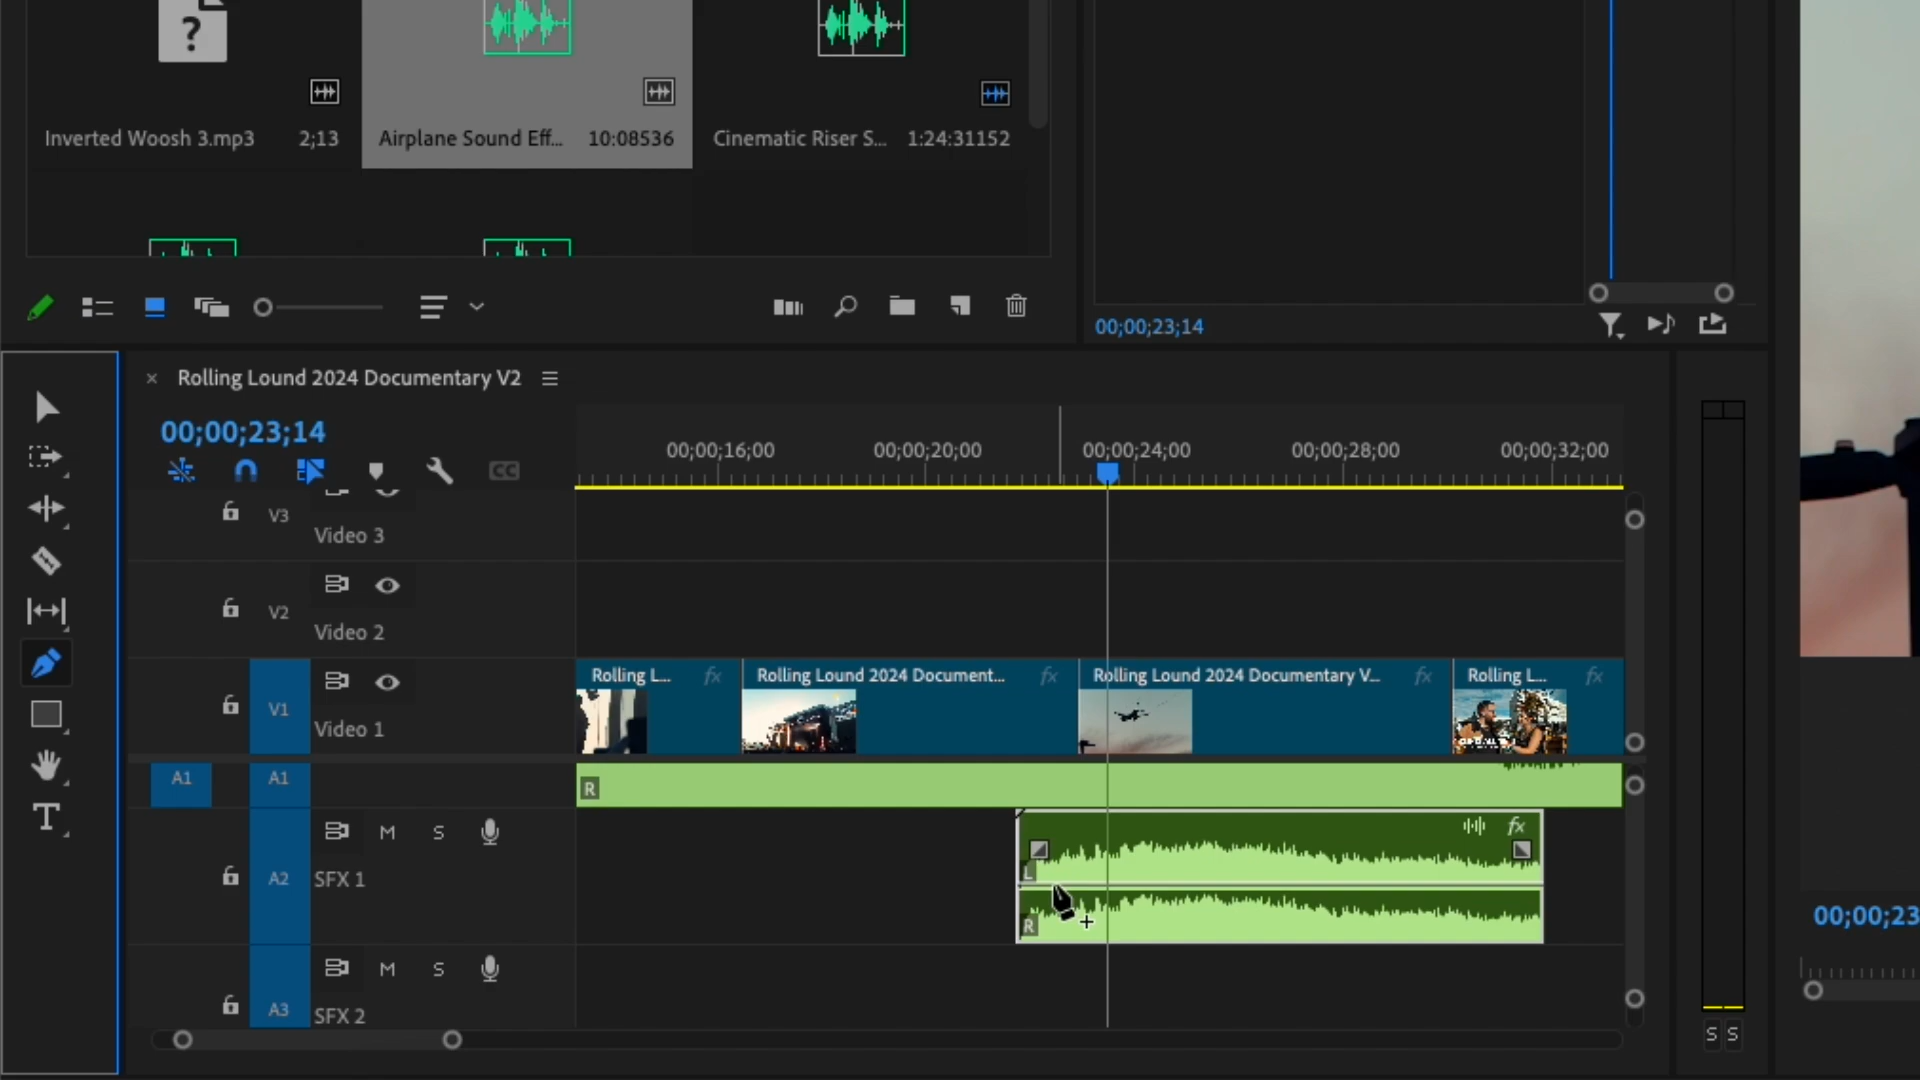 ?
Inverted Woosh 3.mp3 2;13
Airplane Sound Eff... 10:08536
Cinematic Riser S... 1:24:31152
00;00;23;14
× Rolling Lound 2024 Documentary V2
00;00;23;14
CC
00;00;16;00 00;00;20;00 00;00;24;00 00;00;28;00 00;00;32;00
V3
Video 3
V2
Video 2
V1
Video 1
Rolling L... fx
Rolling Lound 2024 Document... fx
Rolling Lound 2024 Documentary V... fx
Rolling L... fx
A1 A1
R
A2 M S
SFX 1
fx
L
R
A3 M S
SFX 2
T
S S
00;00;23